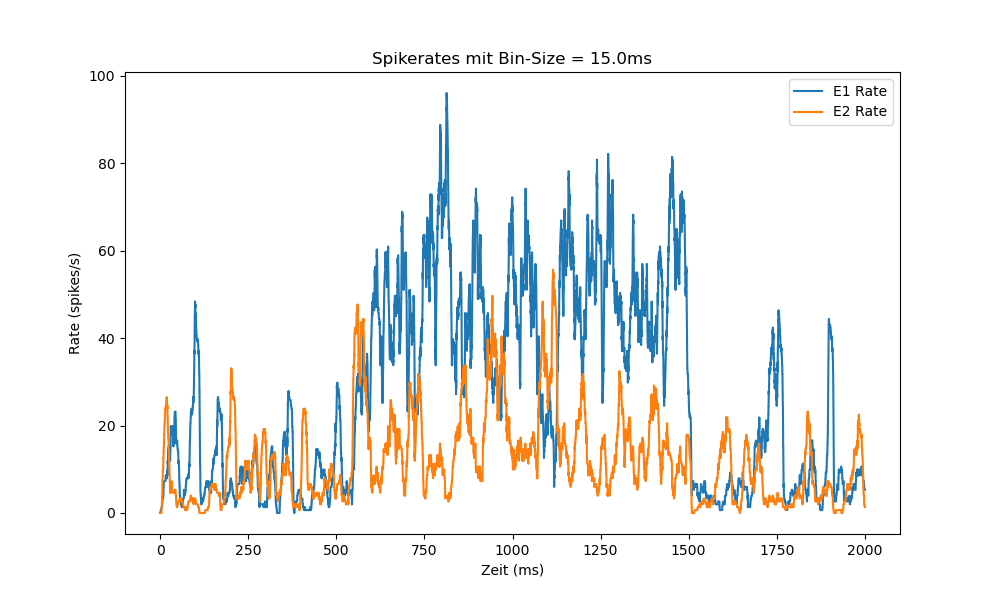 Spikerates mit Bin-Size = 15.0ms
E1 Rate
E2 Rate
100
80
60
40
20
0
Rate (spikes/s)
0 250 500 750 1000 1250 1500 1750 2000
Zeit (ms)